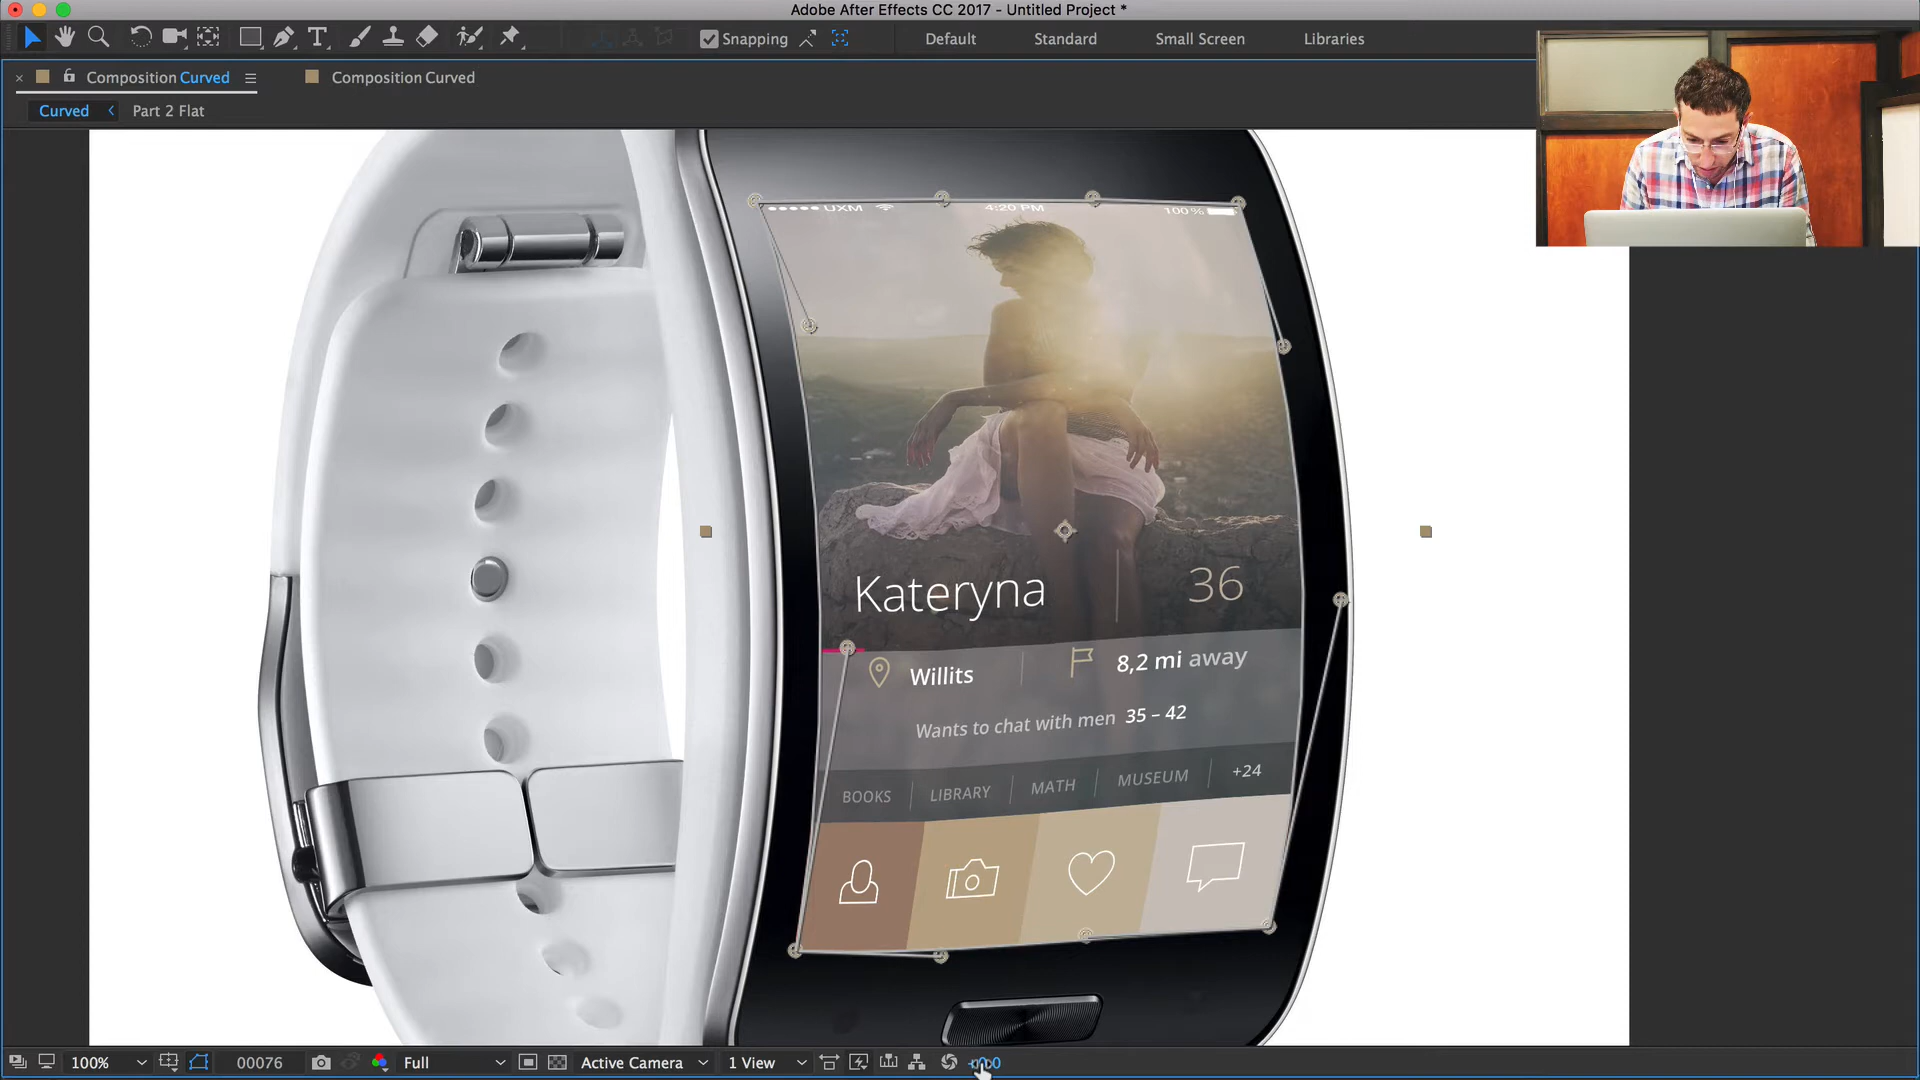 Adobe After Effects CC 2017 - Untitled Project *
Snapping
Default
Standard
Small Screen
Libraries
× Composition Curved
Composition Curved
Curved
Part 2 Flat
UXM
4:20 PM
100%
Kateryna
36
Willits
8,2 mi away
Wants to chat with men 35 – 42
BOOKS
LIBRARY
MATH
MUSEUM
+24
100%
00076
Full
Active Camera
1 View